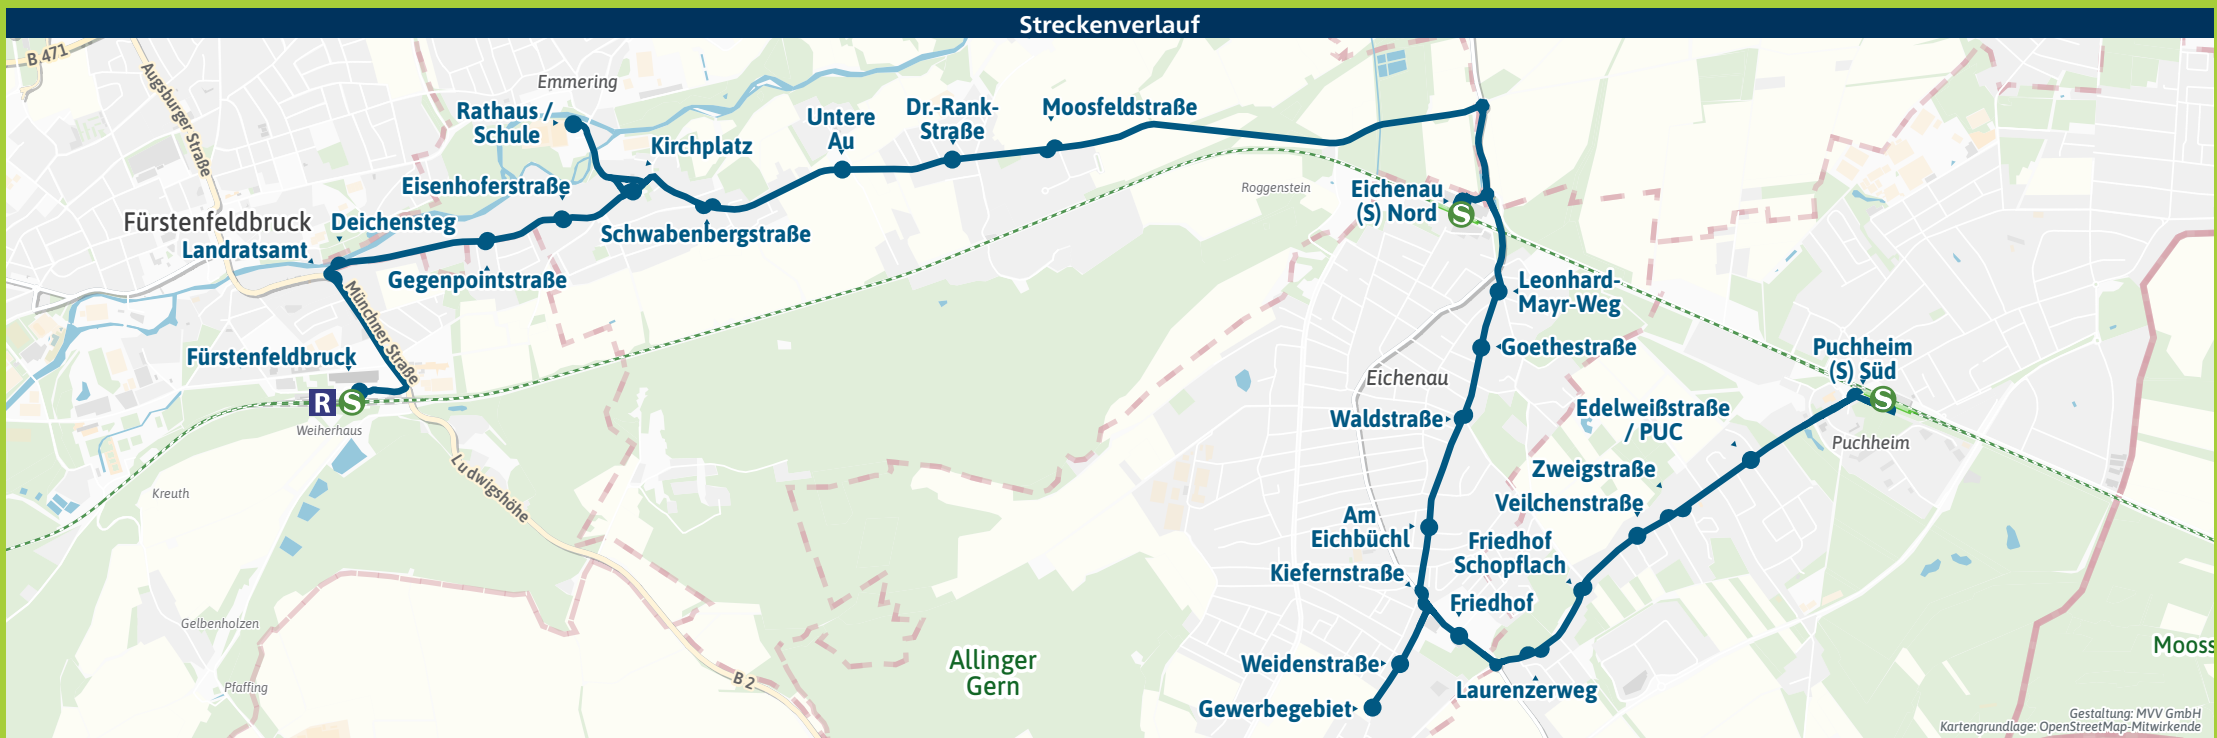 Streckenverlauf
B 471
Augsburger Straße
Emmering
Rathaus /
Schule
Kirchplatz
Untere
Au
Dr.-Rank-
Straße
Moosfeldstraße
Eisenhoferstraße
Fürstenfeldbruck
Deichensteg
Landratsamt
Schwabenbergstraße
Gegenpointstraße
Münchner Straße
Fürstenfeldbruck
R
S
Weiherhaus
Kreuth
Ludwigshöhe
Gelbenholzen
Pfaffing
B 2
Allinger
Gern
Roggenstein
Eichenau
(S) Nord
S
Leonhard-
Mayr-Weg
Goethestraße
Eichenau
Waldstraße
Am
Eichbüchl
Kiefernstraße
Weidenstraße
Gewerbegebiet
Friedhof
Laurenzerweg
Friedhof
Schopflach
Veilchenstraße
Zweigstraße
Edelweißstraße
/ PUC
Puchheim
(S) Süd
S
Puchheim
Mooss
Gestaltung: MVV GmbH
Kartengrundlage: OpenStreetMap-Mitwirkende